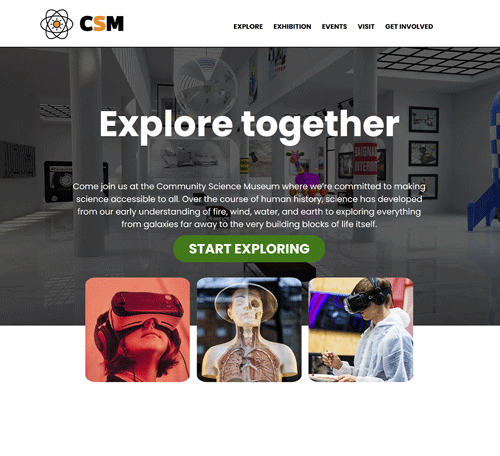 CSM
EXPLORE EXHIBITION EVENTS VISIT GET INVOLVED
Explore together
Come join us at the Community Science Museum where we're committed to making
science accessible to all. Over the course of human history, science has developed
from our early understanding of fire, wind, water, and earth to exploring everything
from galaxies far away to the very building blocks of life itself.
START EXPLORING